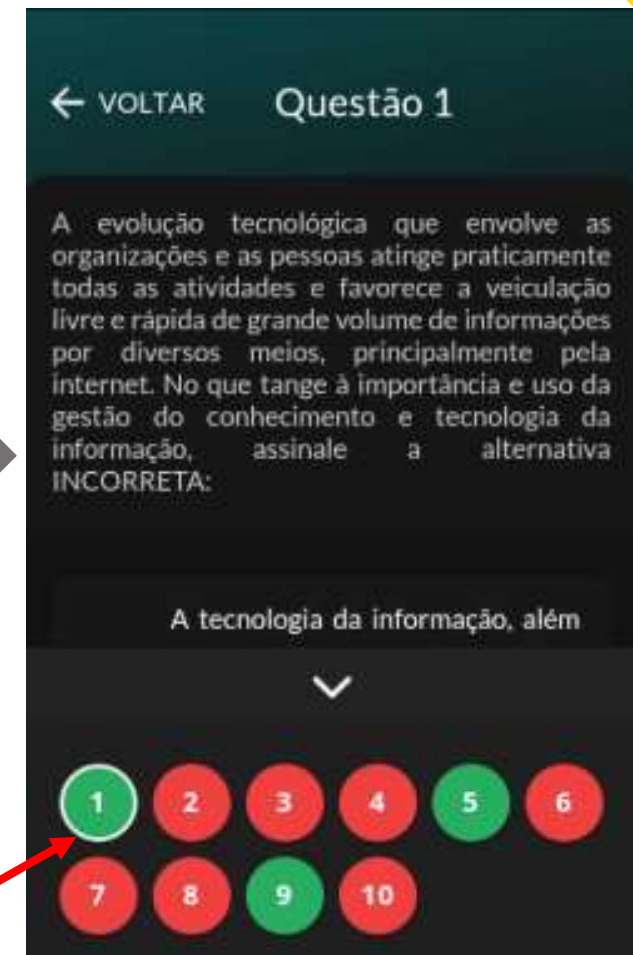 ← VOLTAR Questão 1
A evolução tecnológica que envolve as
organizações e as pessoas atinge praticamente
todas as atividades e favorece a veiculação
livre e rápida de grande volume de informações
por diversos meios, principalmente pela
internet. No que tange à importância e uso da
gestão do conhecimento e tecnologia da
informação, assinale a alternativa
INCORRETA:
A tecnologia da informação, além
1 2 3 4 5 6
7 8 9 10